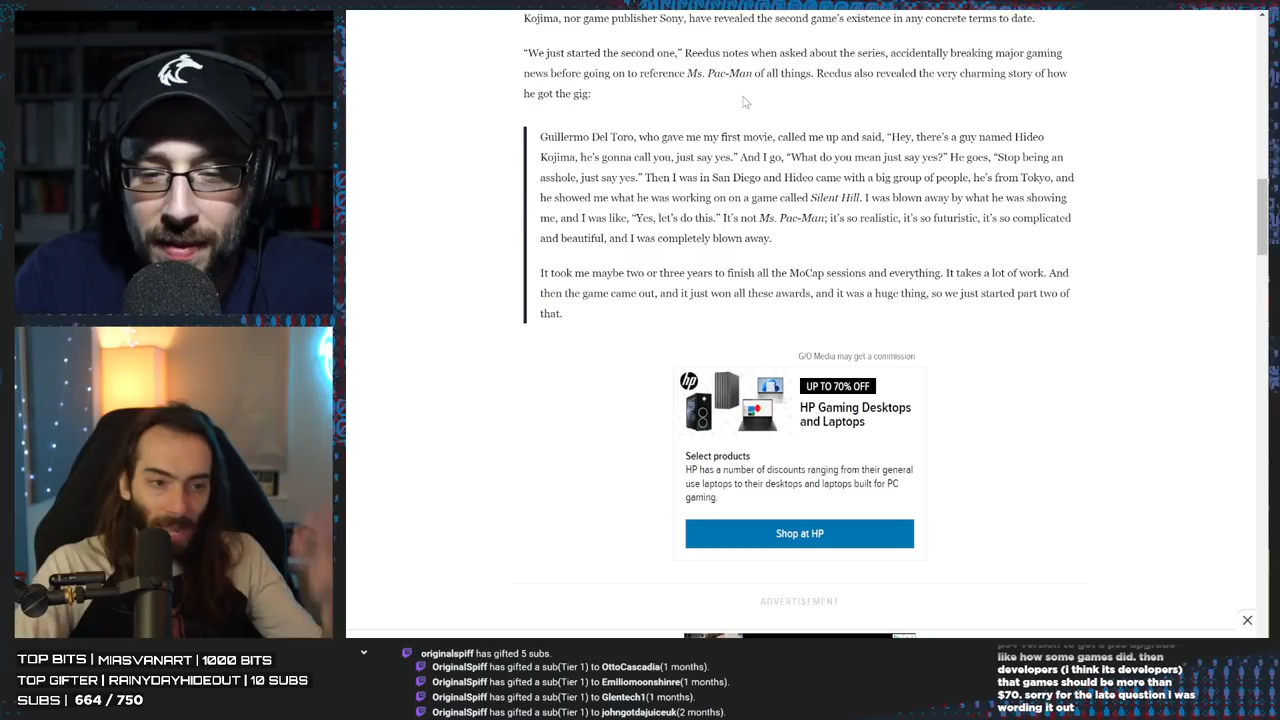 Kojima, nor game publisher Sony, have revealed the second game's existence in any concrete terms to date.
“We just started the second one,” Reedus notes when asked about the series, accidentally breaking major gaming
news before going on to reference Ms. Pac-Man of all things. Reedus also revealed the very charming story of how
he got the gig:
Guillermo Del Toro, who gave me my first movie, called me up and said, “Hey, there's a guy named Hideo
Kojima, he's gonna call you, just say yes.” And I go, “What do you mean just say yes?” He goes, “Stop being an
asshole, just say yes.” Then I was in San Diego and Hideo came with a big group of people, he's from Tokyo, and
he showed me what he was working on on a game called Silent Hill. I was blown away by what he was showing
me, and I was like, “Yes, let's do this.” It's not Ms. Pac-Man; it's so realistic, it's so futuristic, it's so complicated
and beautiful, and I was completely blown away.
It took me maybe two or three years to finish all the MoCap sessions and everything. It takes a lot of work. And
then the game came out, and it just won all these awards, and it was a huge thing, so we just started part two of
that.
G/O Media may get a commission
hp
UP TO 70% OFF
HP Gaming Desktops
and Laptops
Select products
HP has a number of discounts ranging from their general
use laptops to their desktops and laptops built for PC
gaming.
Shop at HP
ADVERTISEMENT
TOP BITS | MIASVANART | 1000 BITS
TOP GIFTER | RAINYDAYHIDEOUT | 10 SUBS
SUBS | 664 / 750
originalspiff has gifted 5 subs.
OriginalSpiff has gifted a sub(Tier 1) to OttoCascadia(1 months).
OriginalSpiff has gifted a sub(Tier 1) to Emiliomoonshinre(1 months).
OriginalSpiff has gifted a sub(Tier 1) to Glentech1(1 months).
OriginalSpiff has gifted a sub(Tier 1) to johngotdajuiceuk(2 months).
ps4 version to get a ps5 upgrade
like how some games did. then
developers (i think its developers)
that games should be more than
$70. sorry for the late question i was
wording it out